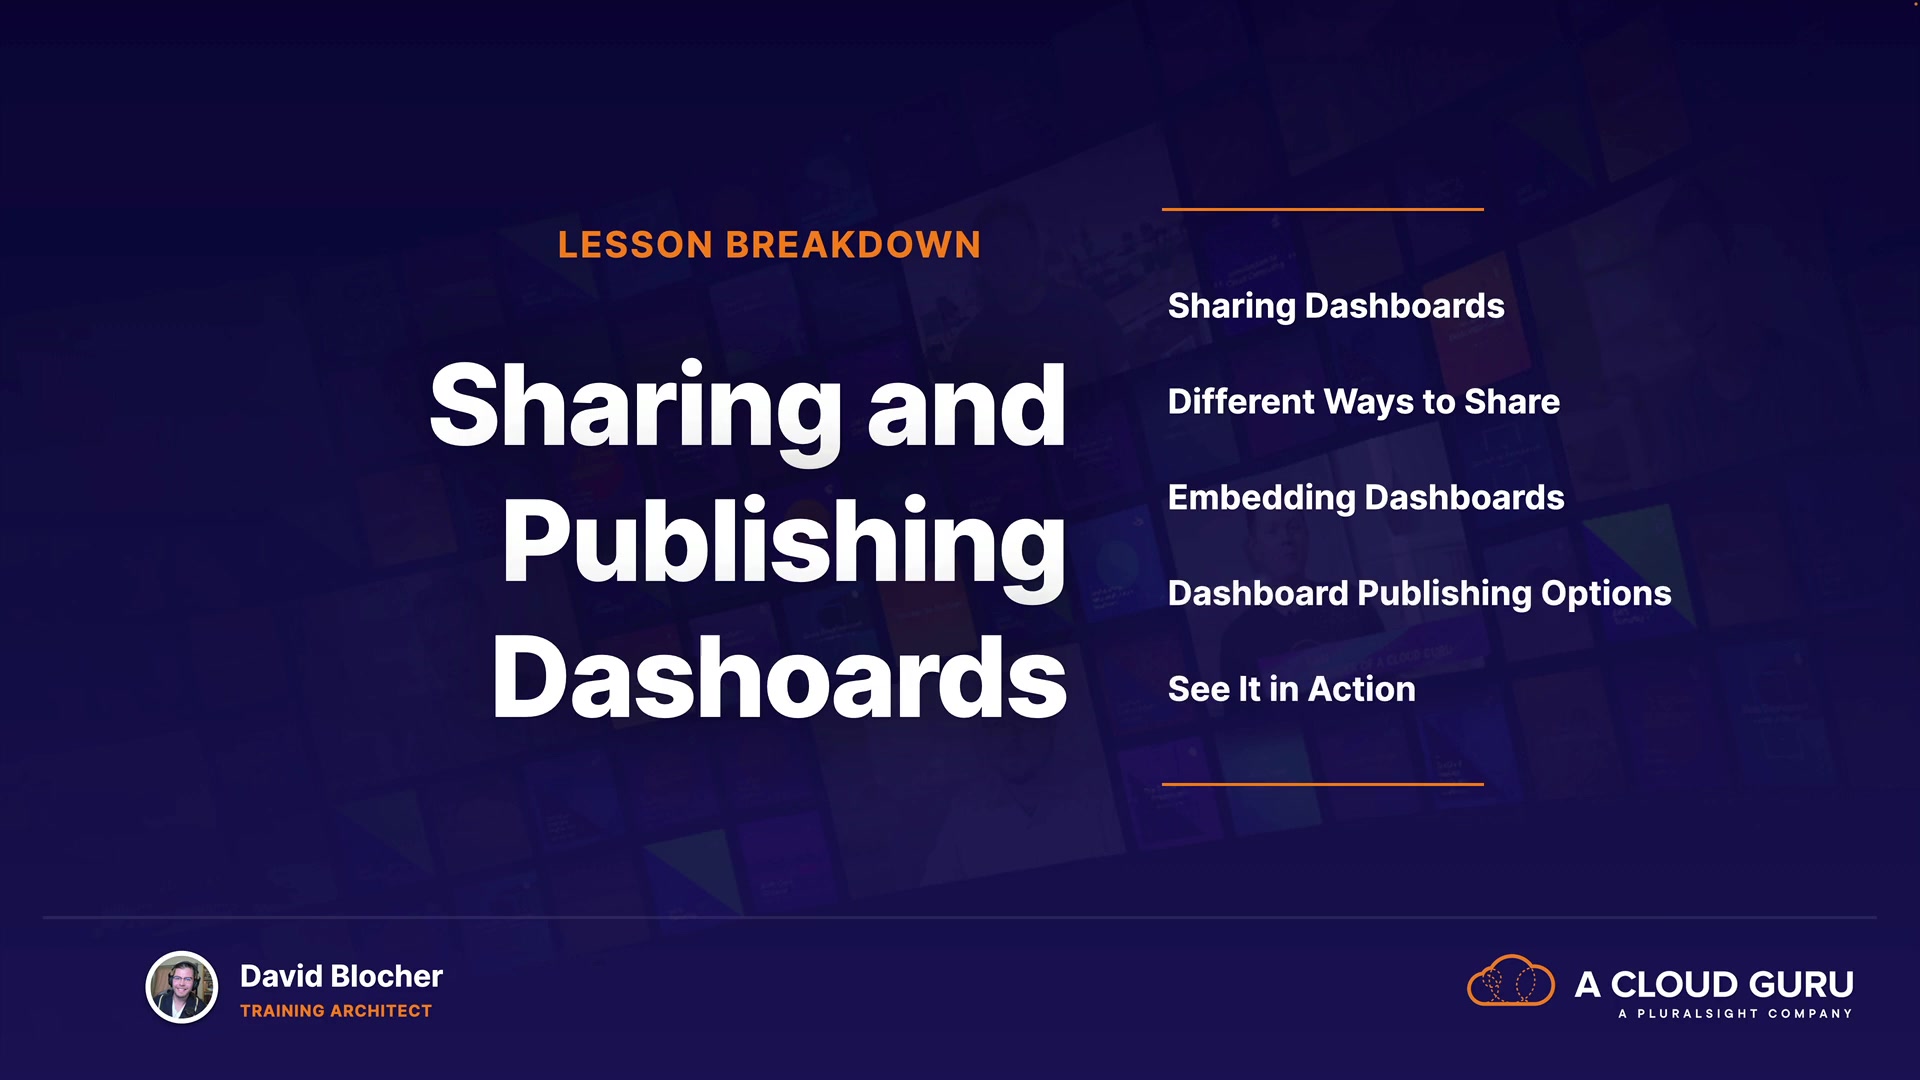 LESSON BREAKDOWN
Sharing and
Publishing
Dashoards
Sharing Dashboards
Different Ways to Share
Embedding Dashboards
Dashboard Publishing Options
See It in Action
David Blocher
TRAINING ARCHITECT
A CLOUD GURU
A PLURALSIGHT COMPANY